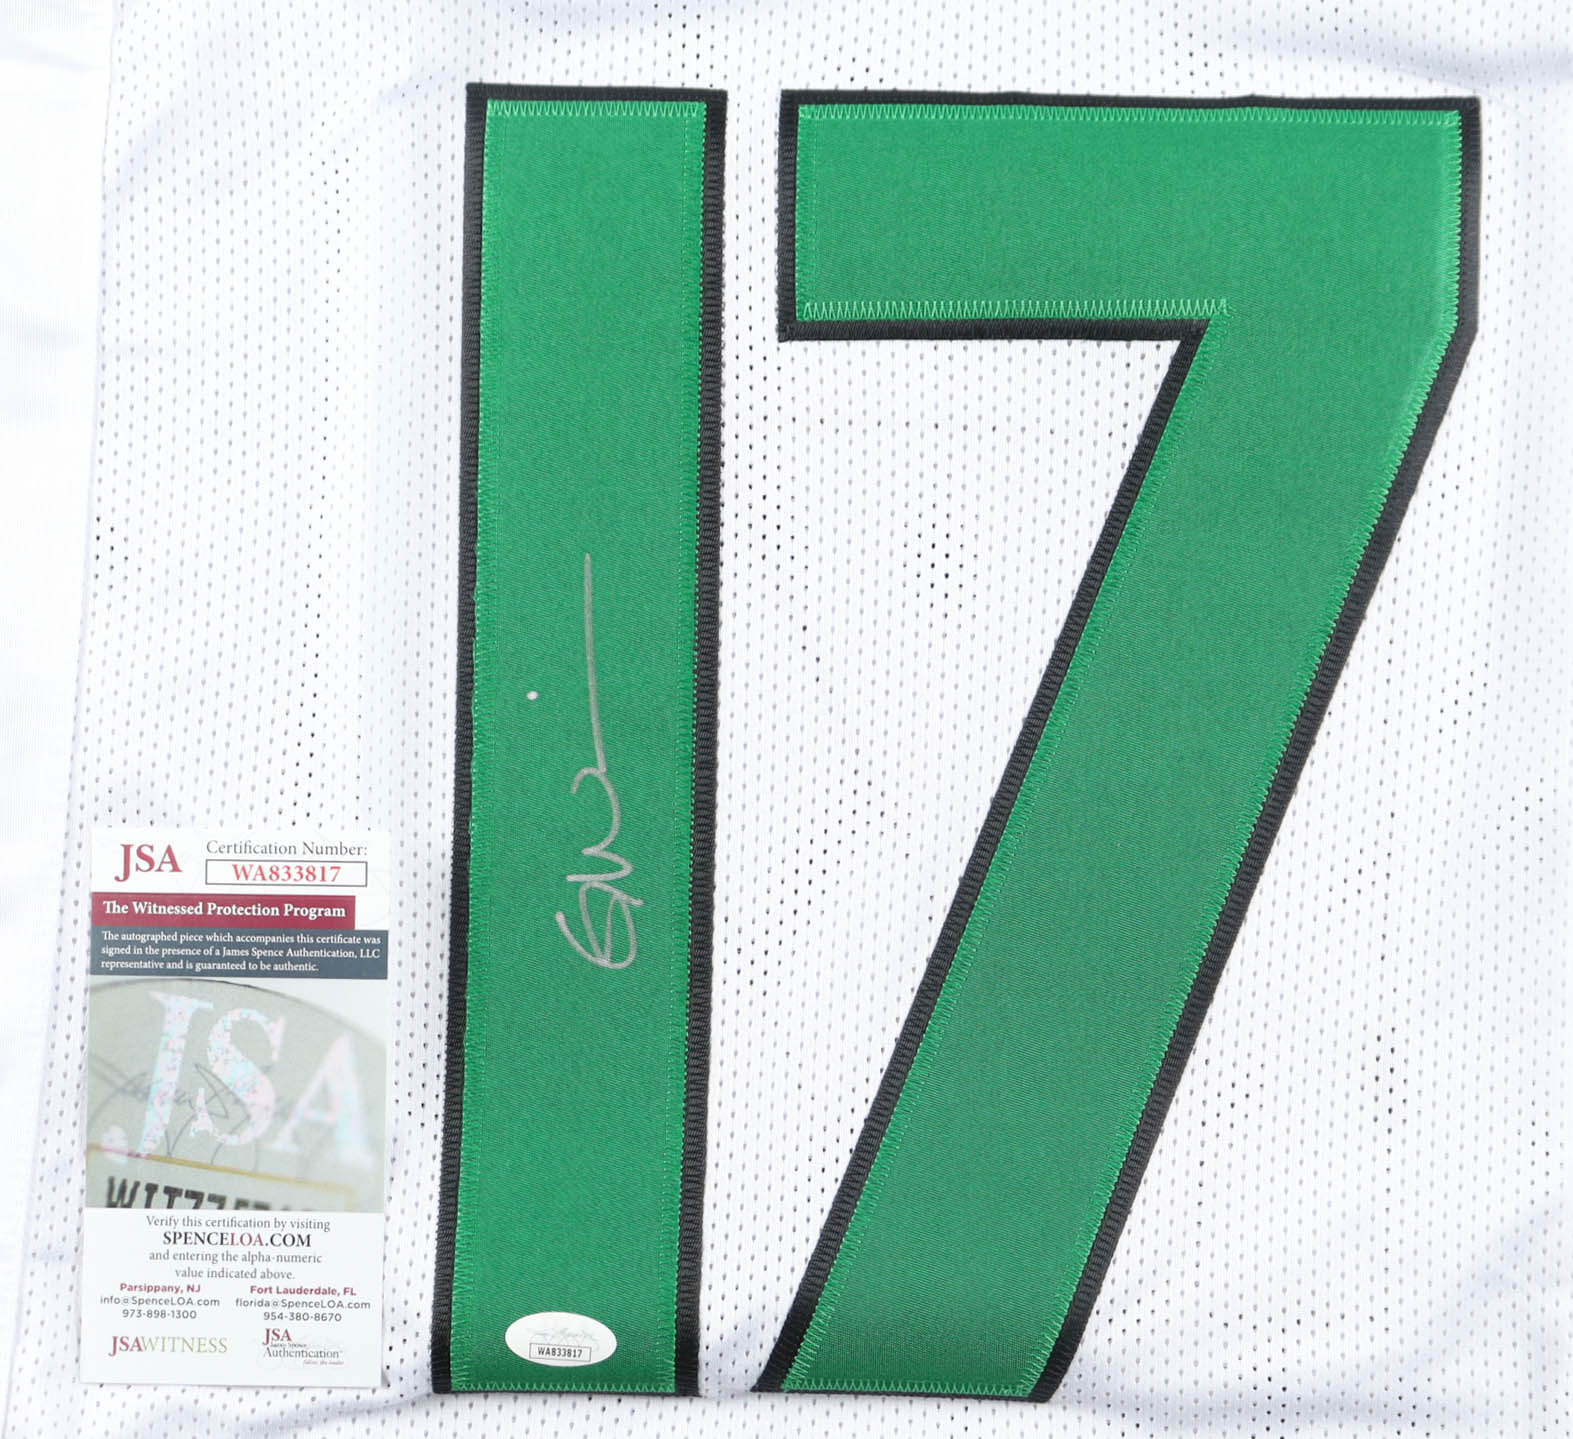 17
JSA
Certification Number:
WA833817
The Witnessed Protection Program
The autographed piece which accompanies this certificate was
signed in the presence of a James Spence Authentication, LLC
representative and is guaranteed to be authentic.
JSA
Verify this certification by visiting
SPENCELOA.COM
and entering the alpha-numeric
value indicated above.
Parsippany, NJ
info@SpenceLOA.com
973-898-1300
Fort Lauderdale, FL
florida@SpenceLOA.com
954-380-8670
JSAWITNESS
JSA
James Spence
Authentication
WA833817